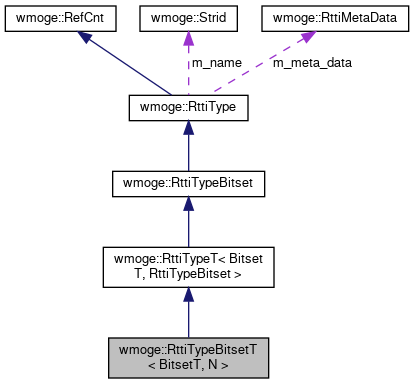 wmoge::RefCnt
wmoge::Strid
wmoge::RttiMetaData
m_name
m_meta_data
wmoge::RttiType
wmoge::RttiTypeBitset
wmoge::RttiTypeT< Bitset
T, RttiTypeBitset >
wmoge::RttiTypeBitsetT
< BitsetT, N >